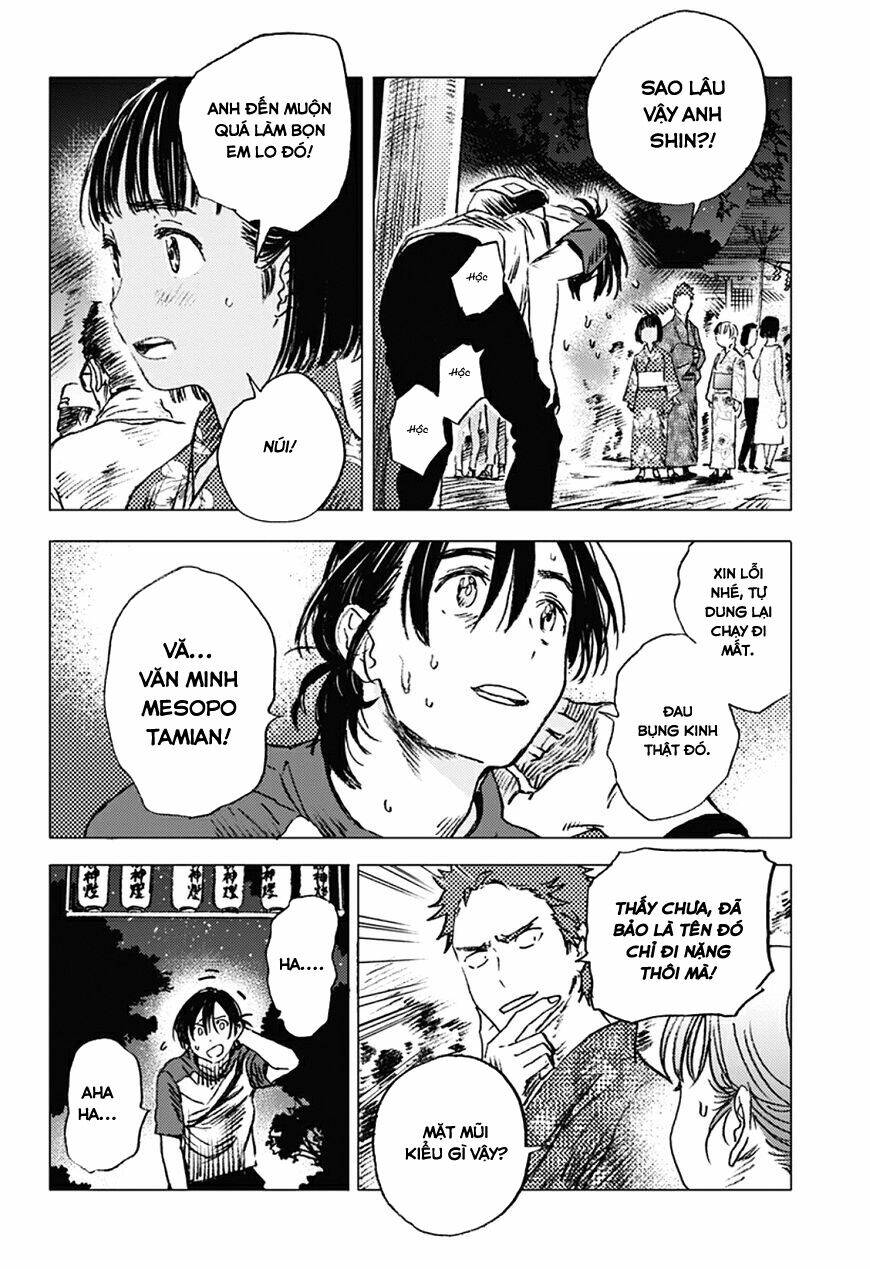 SAO LÂU
VẬY ANH
SHIN?!
HỘC
HỘC
HỘC
ANH ĐẾN MUỘN
QUÁ LÀM BỌN
EM LO ĐÓ!
NÚI!
XIN LỖI
NHÉ, TỰ
DUNG LẠI
CHẠY ĐI
MẤT.
ĐAU
BỤNG KINH
THẬT ĐÓ.
VĂ...
VĂN MINH
MESOPO
TAMIAN!
THẤY CHƯA, ĐÃ
BẢO LÀ TÊN ĐÓ
CHỈ ĐI NẶNG
THÔI MÀ!
MẶT MŨI
KIỂU GÌ VẬY?
HA....
AHA
HA...